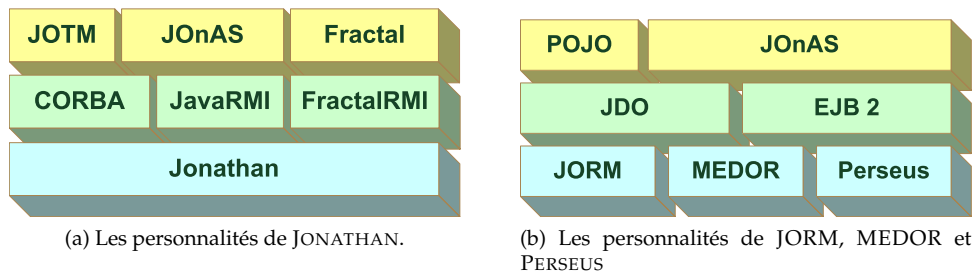 JOTM JOnAS Fractal
CORBA JavaRMI FractalRMI
Jonathan
(a) Les personnalités de JONATHAN.
POJO JOnAS
JDO EJB 2
JORM MEDOR Perseus
(b) Les personnalités de JORM, MEDOR et
PERSEUS